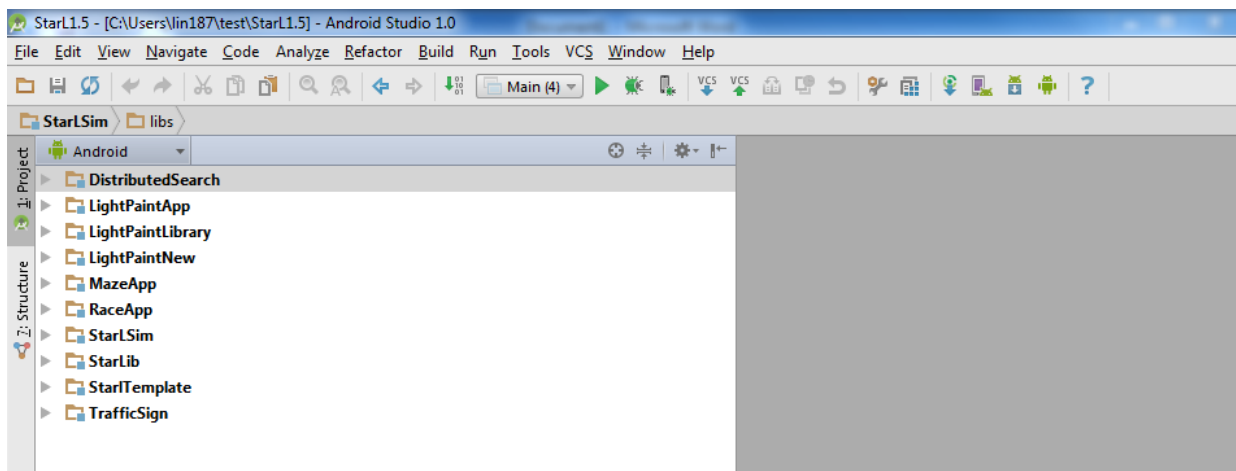 StarL1.5 - [C:\Users\lin187\test\StarL1.5] - Android Studio 1.0
File Edit View Navigate Code Analyze Refactor Build Run Tools VCS Window Help
Main (4) VCS VCS ?
StarLSim libs
1: Project
Android
DistributedSearch
LightPaintApp
LightPaintLibrary
LightPaintNew
7: Structure
MazeApp
RaceApp
StarLSim
StarLib
StarlTemplate
TrafficSign